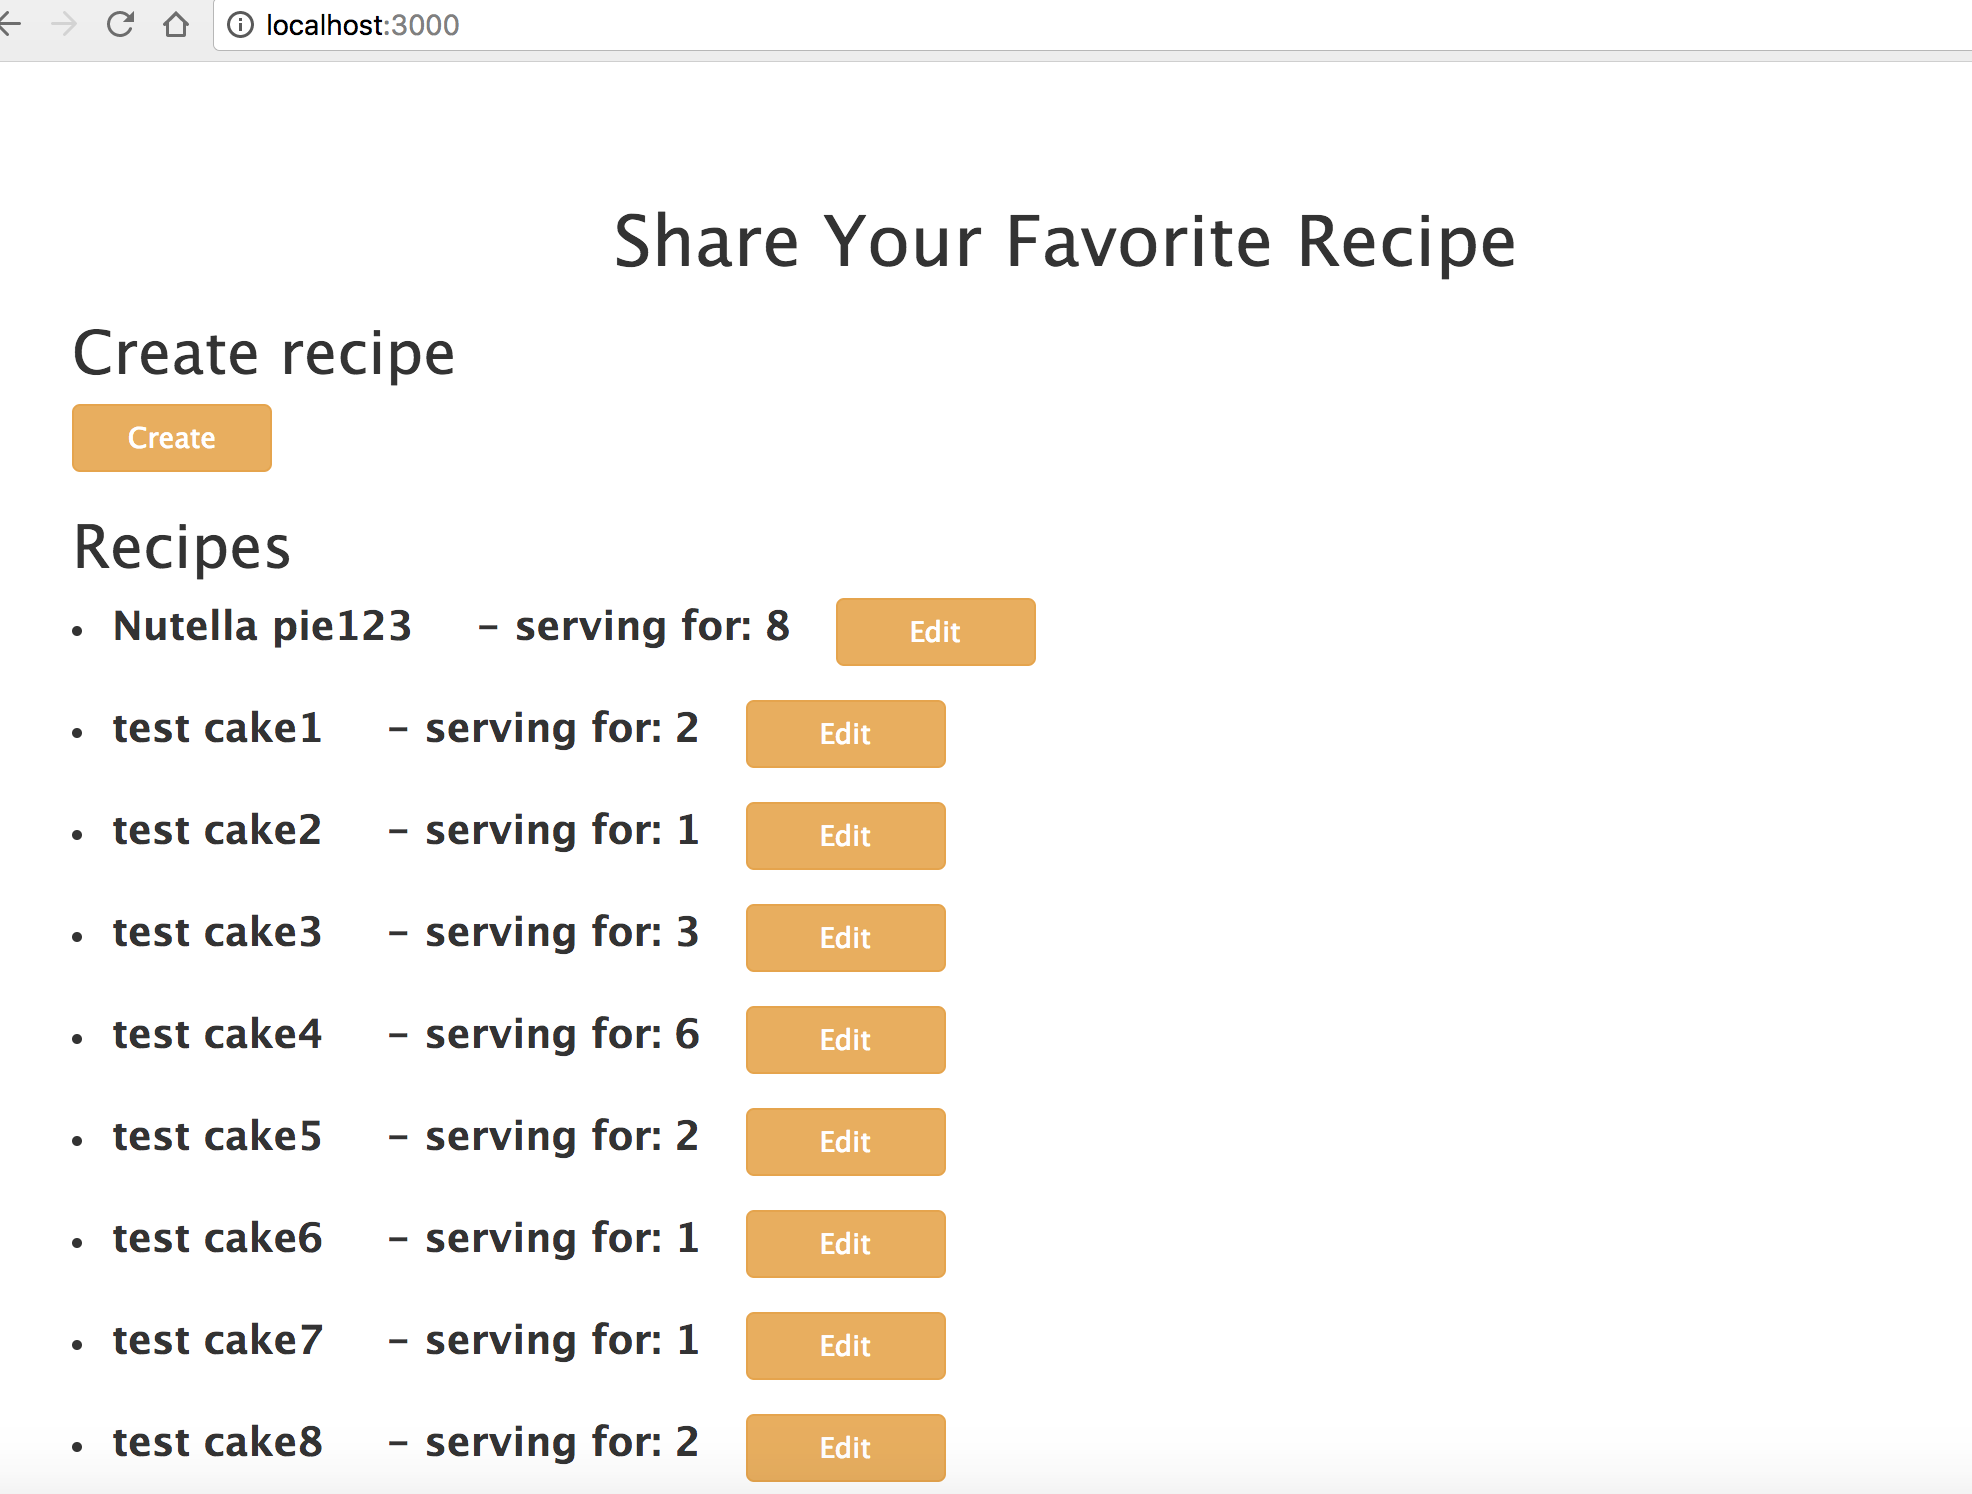 localhost:3000
Share Your Favorite Recipe
Create recipe
Create
Recipes
• Nutella pie123 – serving for: 8 Edit
• test cake1 – serving for: 2 Edit
• test cake2 – serving for: 1 Edit
• test cake3 – serving for: 3 Edit
• test cake4 – serving for: 6 Edit
• test cake5 – serving for: 2 Edit
• test cake6 – serving for: 1 Edit
• test cake7 – serving for: 1 Edit
• test cake8 – serving for: 2 Edit